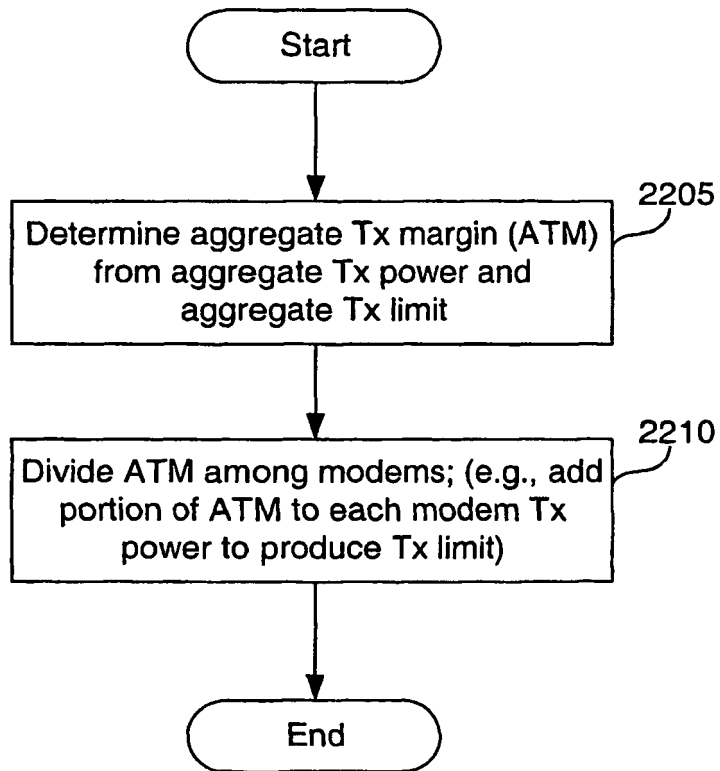 Start
2205
Determine aggregate Tx margin (ATM)
from aggregate Tx power and
aggregate Tx limit
2210
Divide ATM among modems; (e.g., add
portion of ATM to each modem Tx
power to produce Tx limit)
End